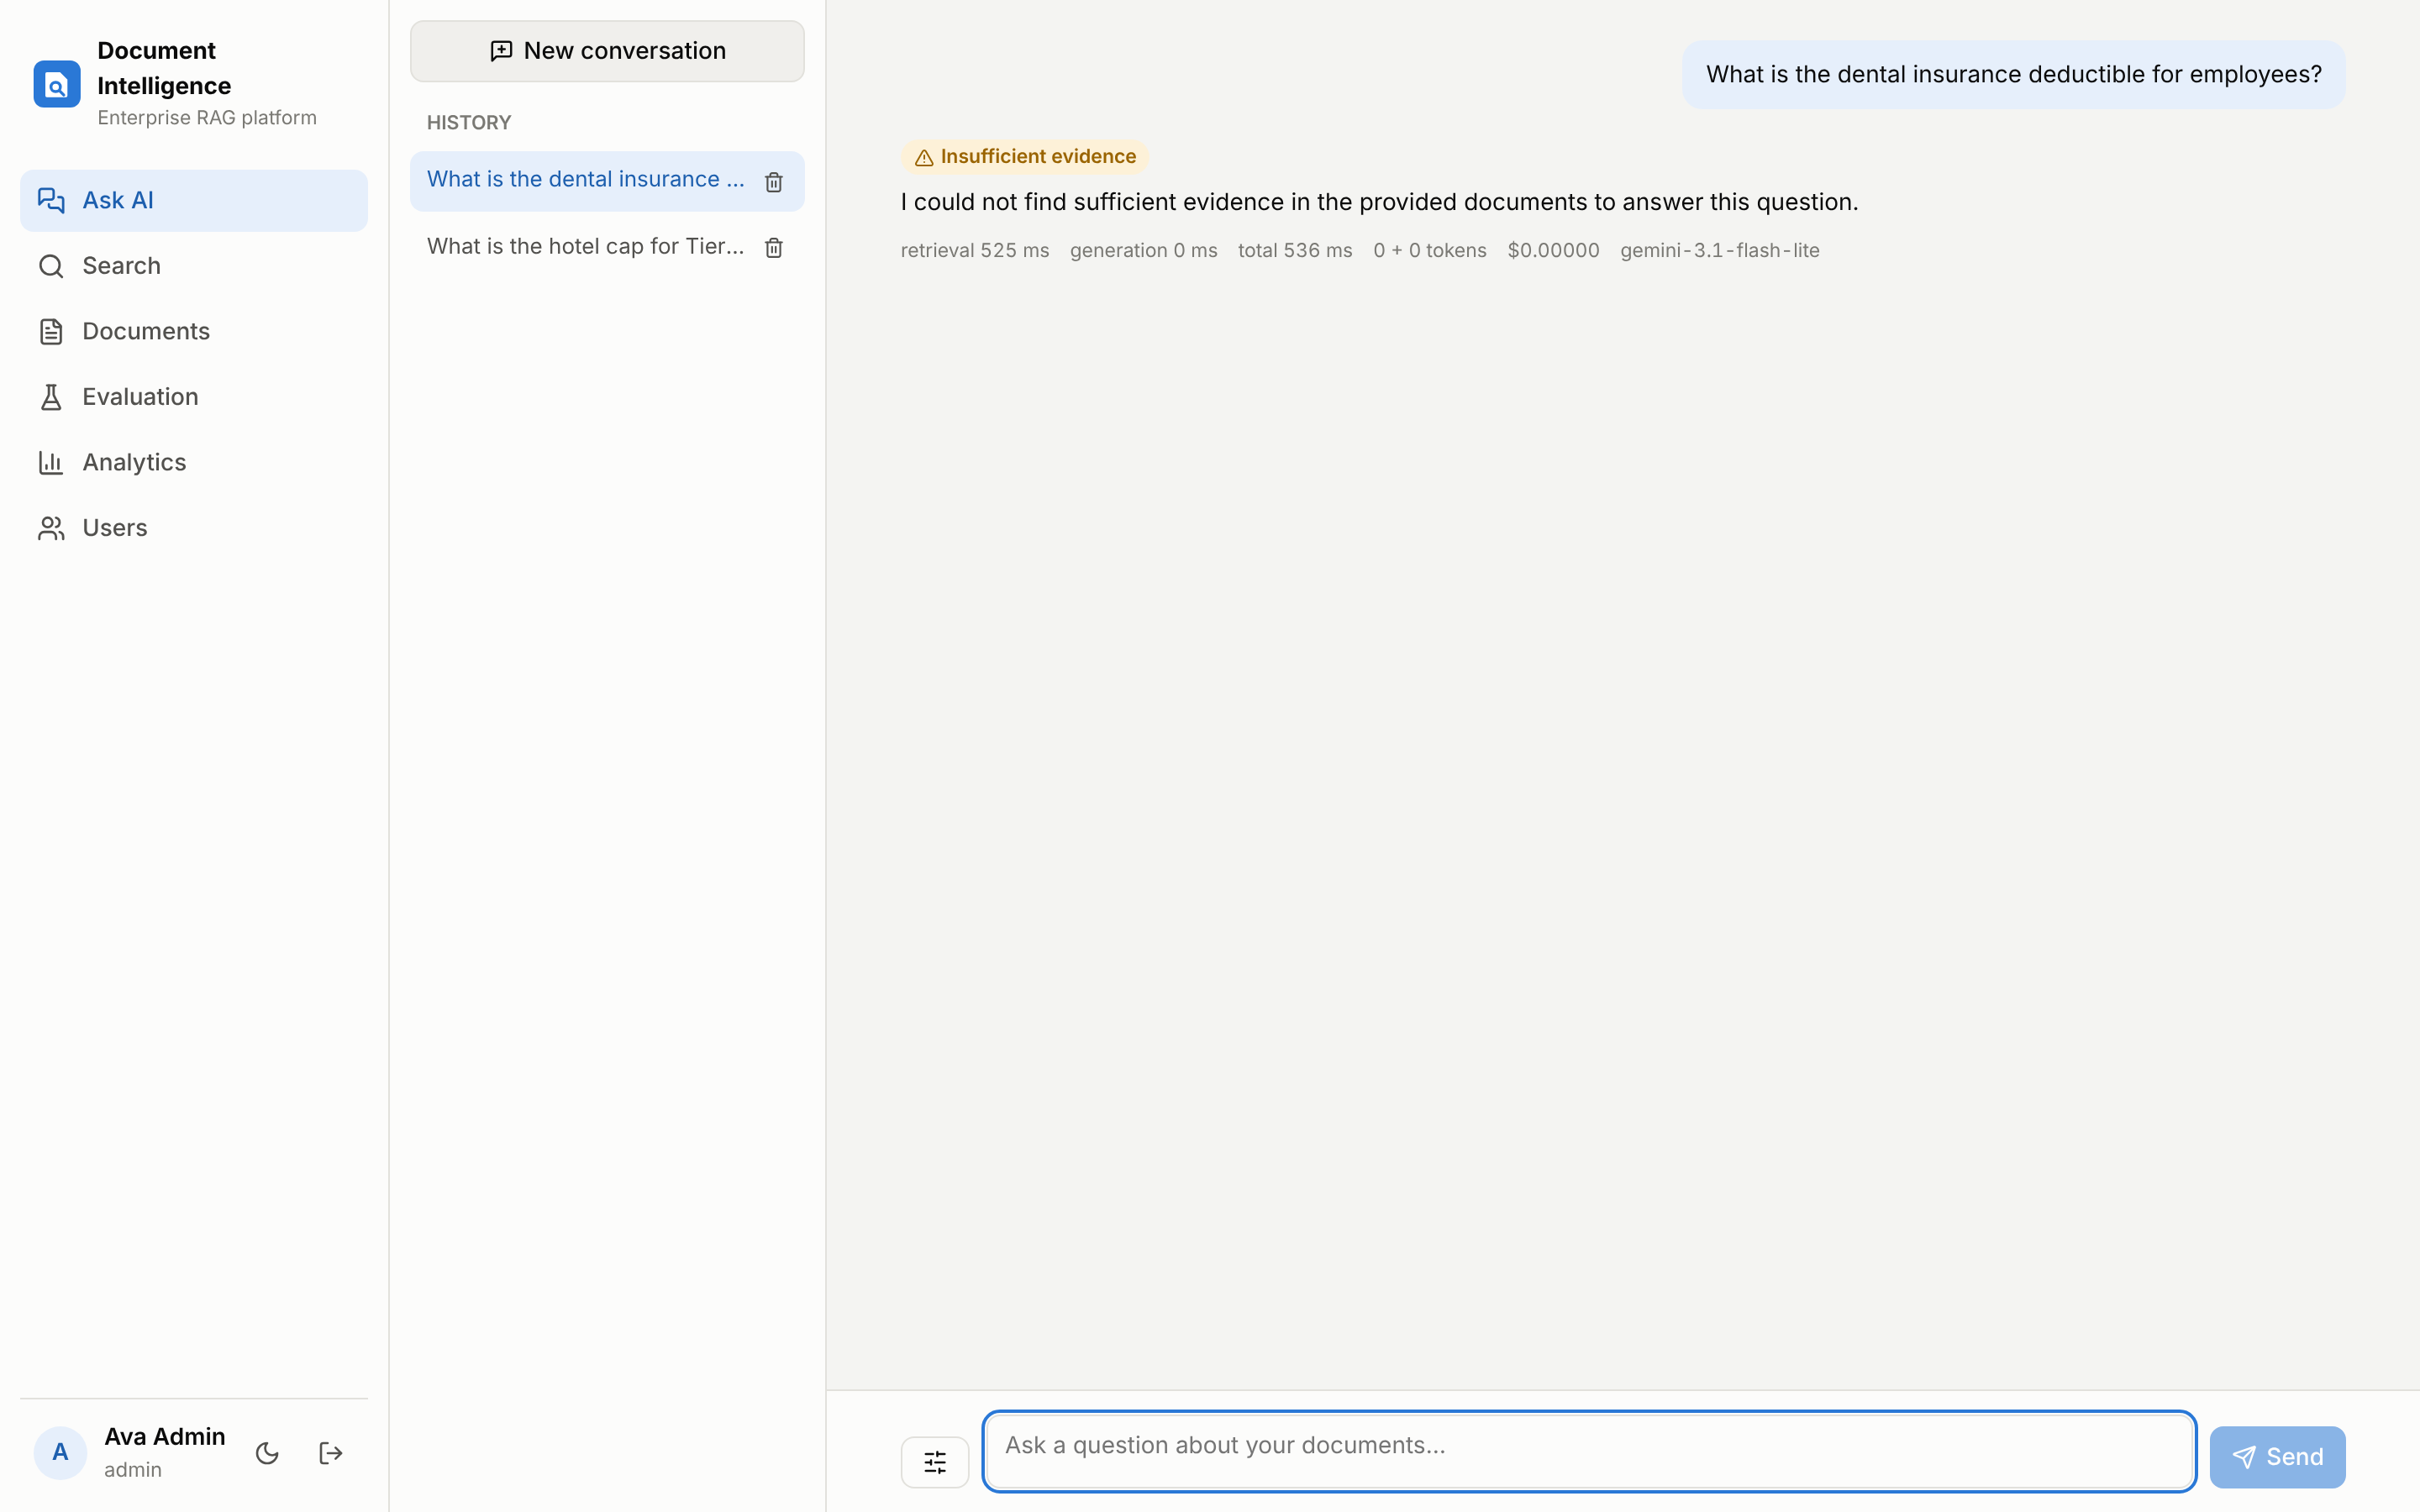 Document
Intelligence
Enterprise RAG platform
Ask AI
Search
Documents
Evaluation
Analytics
Users
Ava Admin
A
admin
New conversation
HISTORY
What is the dental insurance ...
What is the hotel cap for Tier...
What is the dental insurance deductible for employees?
Insufficient evidence
I could not find sufficient evidence in the provided documents to answer this question.
retrieval 525 ms generation 0 ms total 536 ms 0 + 0 tokens $0.00000 gemini-3.1-flash-lite
Ask a question about your documents...
Send